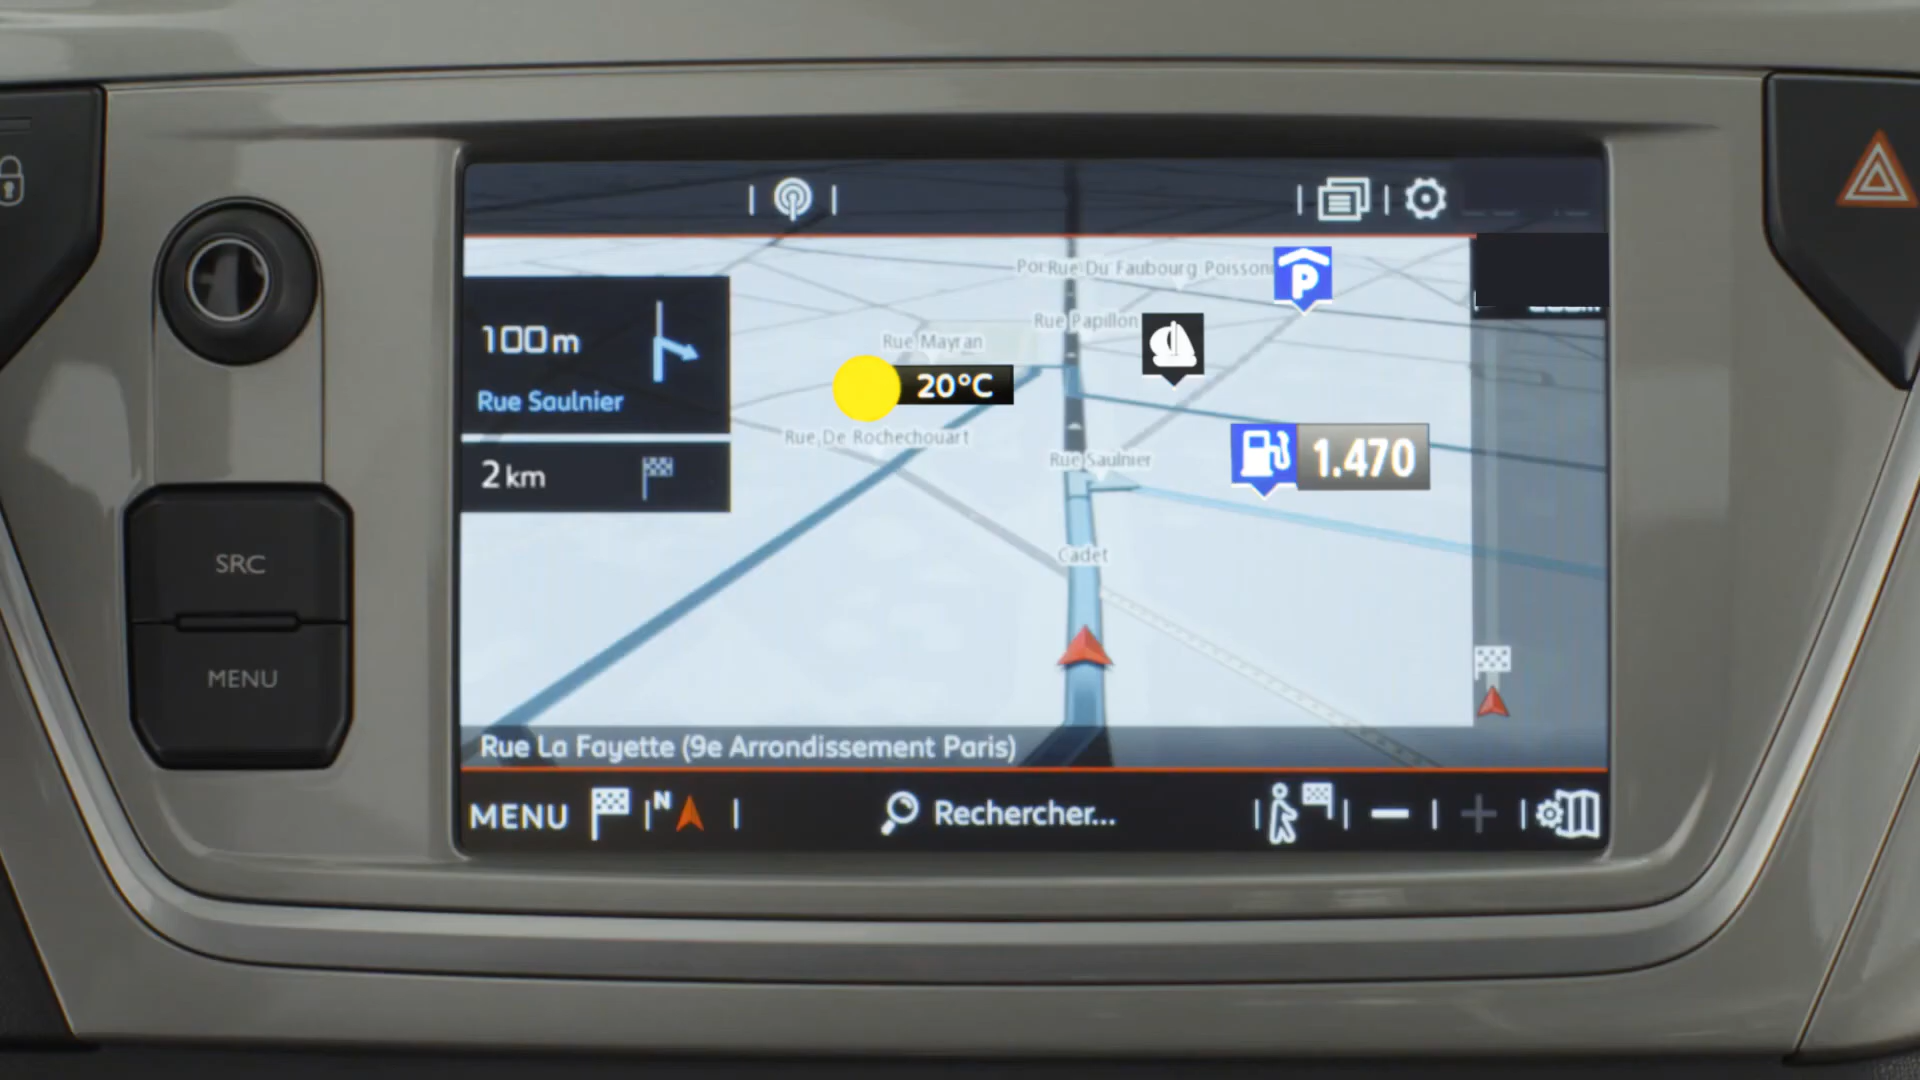 Rue Du Faubourg Poisson
Rue Papillon
100 m
Rue Mayran
20°C
Rue Saulnier
Rue De Rochechouart
1.470
Rue Saulnier
2 km
SRC
Cadet
MENU
Rue La Fayette (9e Arrondissement Paris)
MENU N Rechercher...